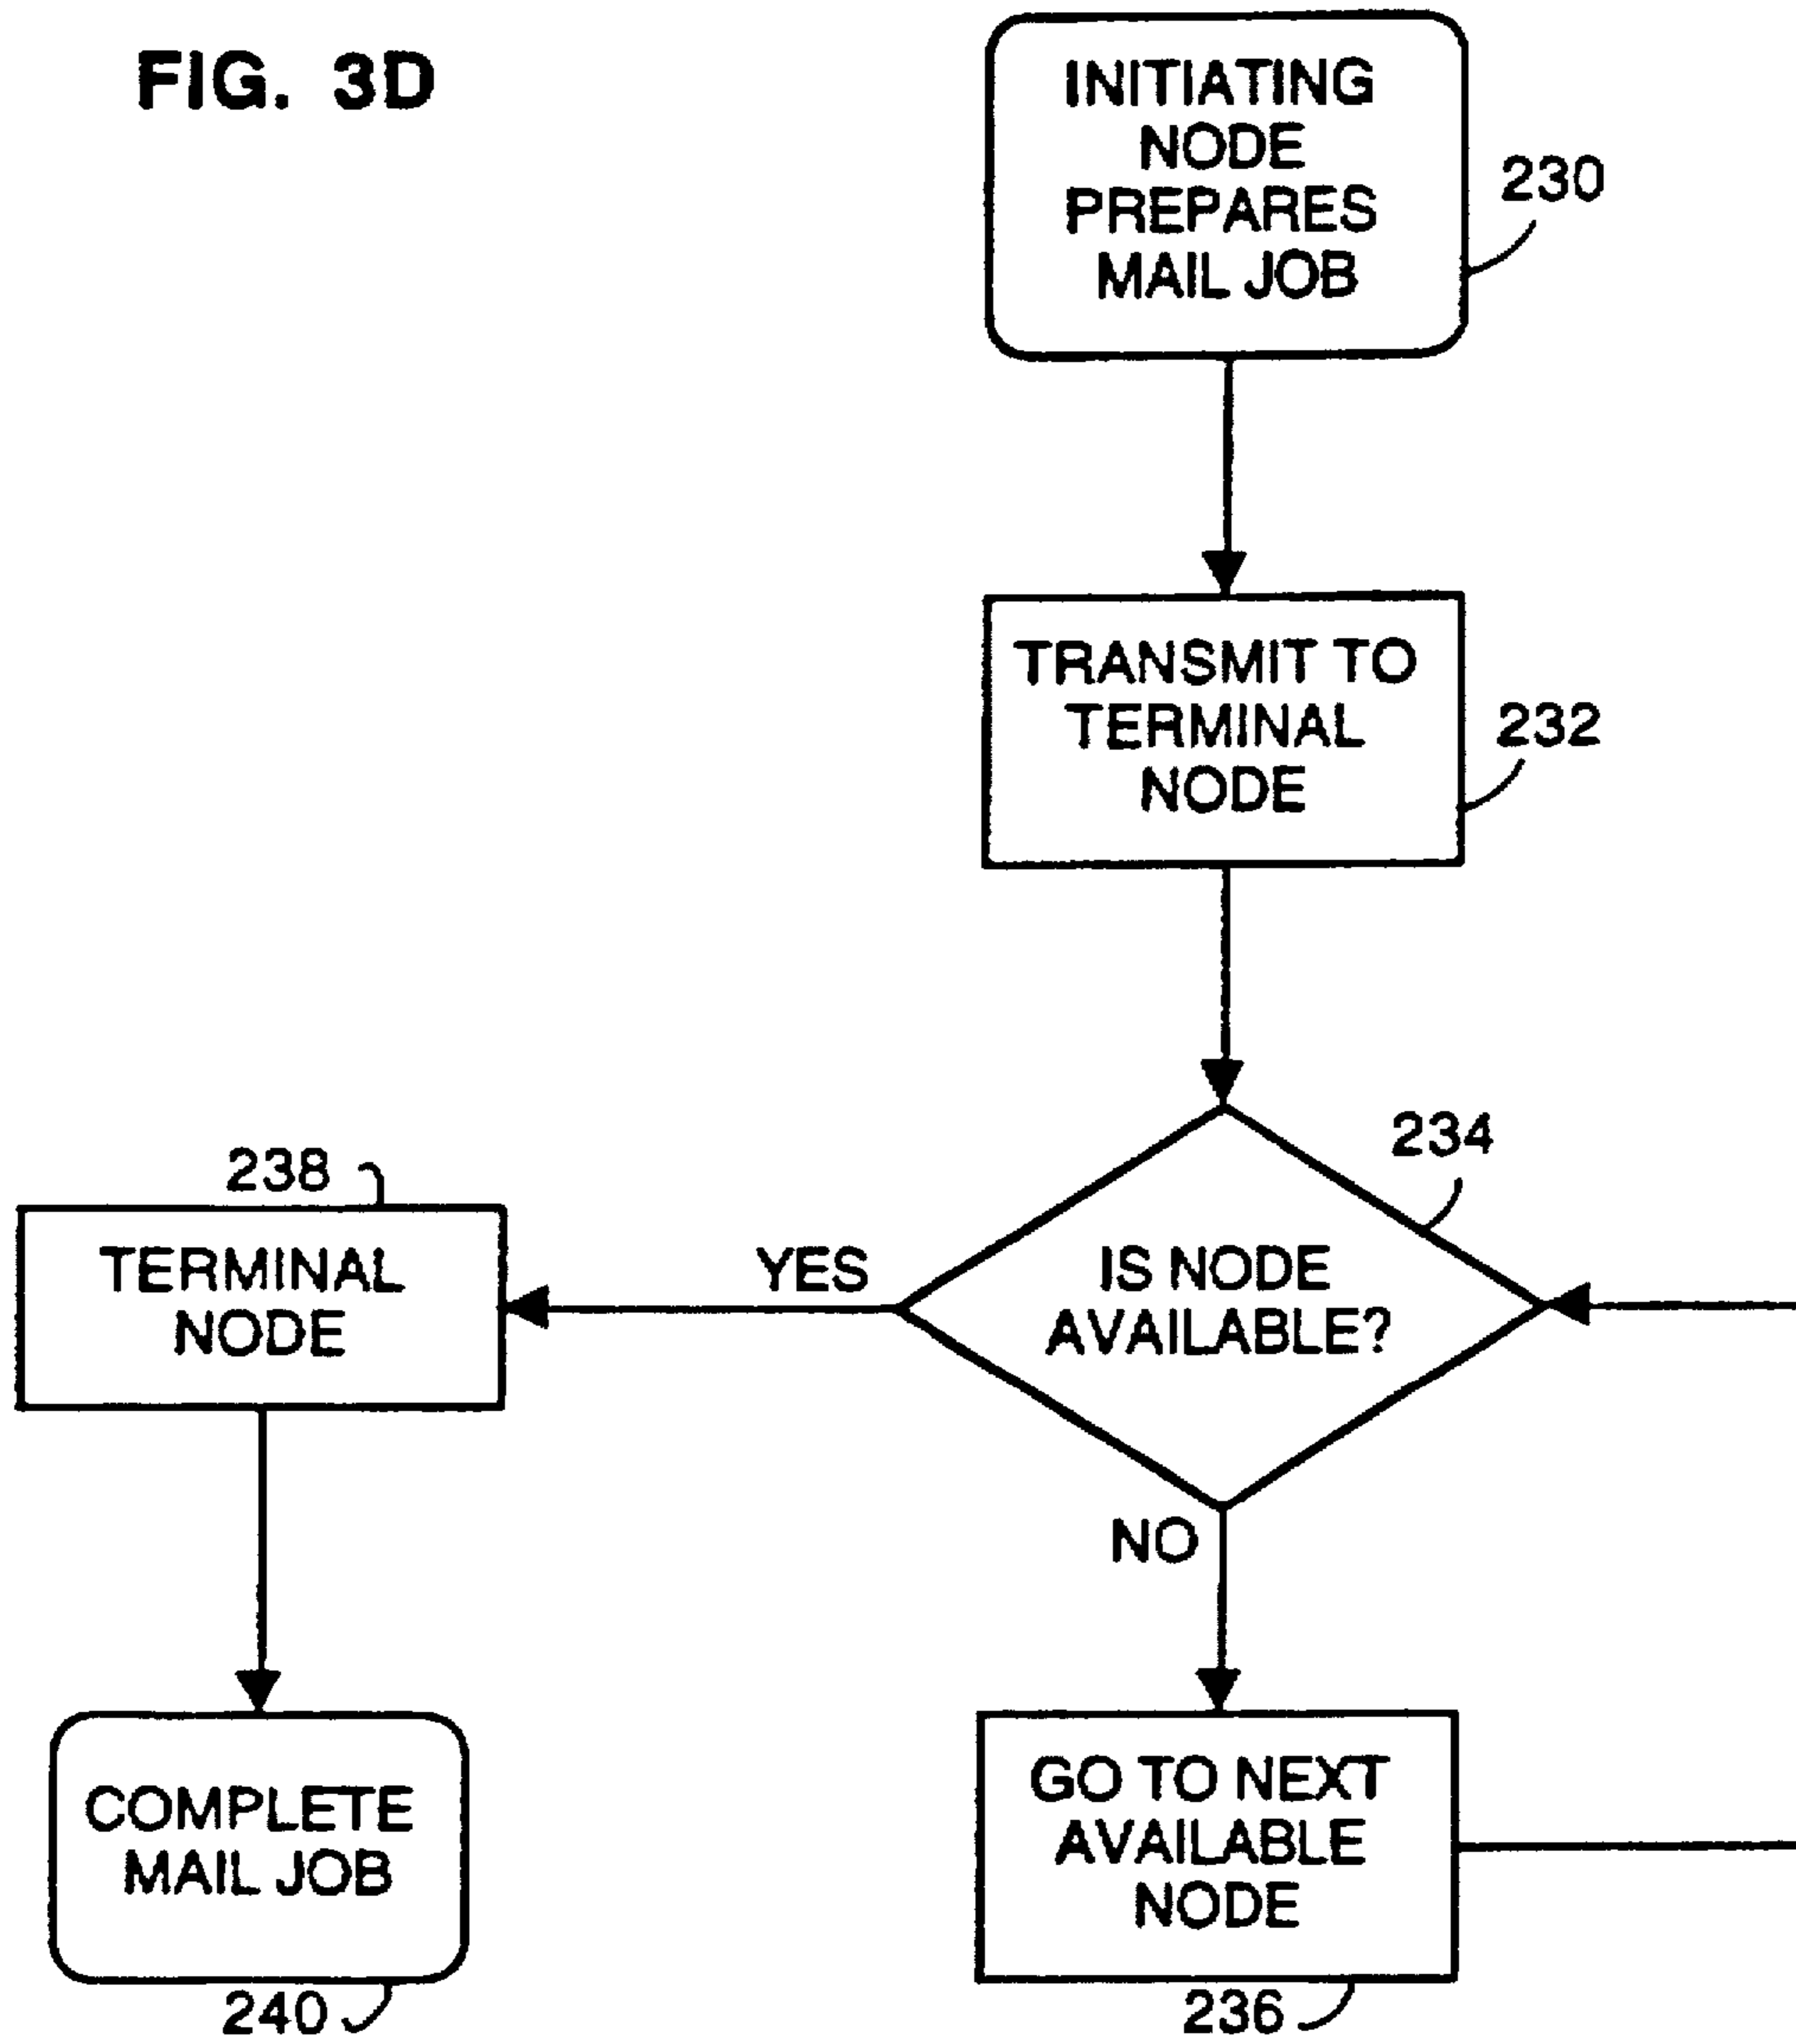 FIG. 3D
INITIATING
NODE
PREPARES
MAIL JOB
230
TRANSMIT TO
TERMINAL
NODE
232
234
IS NODE
AVAILABLE?
YES
238
TERMINAL
NODE
NO
COMPLETE
MAIL JOB
240
GO TO NEXT
AVAILABLE
NODE
236